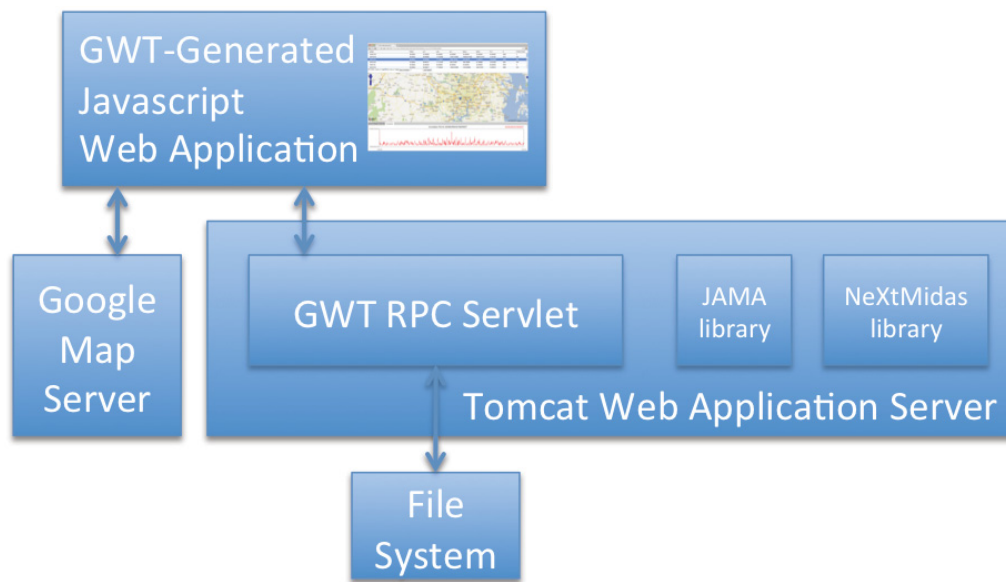 GWT-Generated
Javascript
Web Application
Google
Map
Server
GWT RPC Servlet
JAMA
library
NeXtMidas
library
Tomcat Web Application Server
File
System